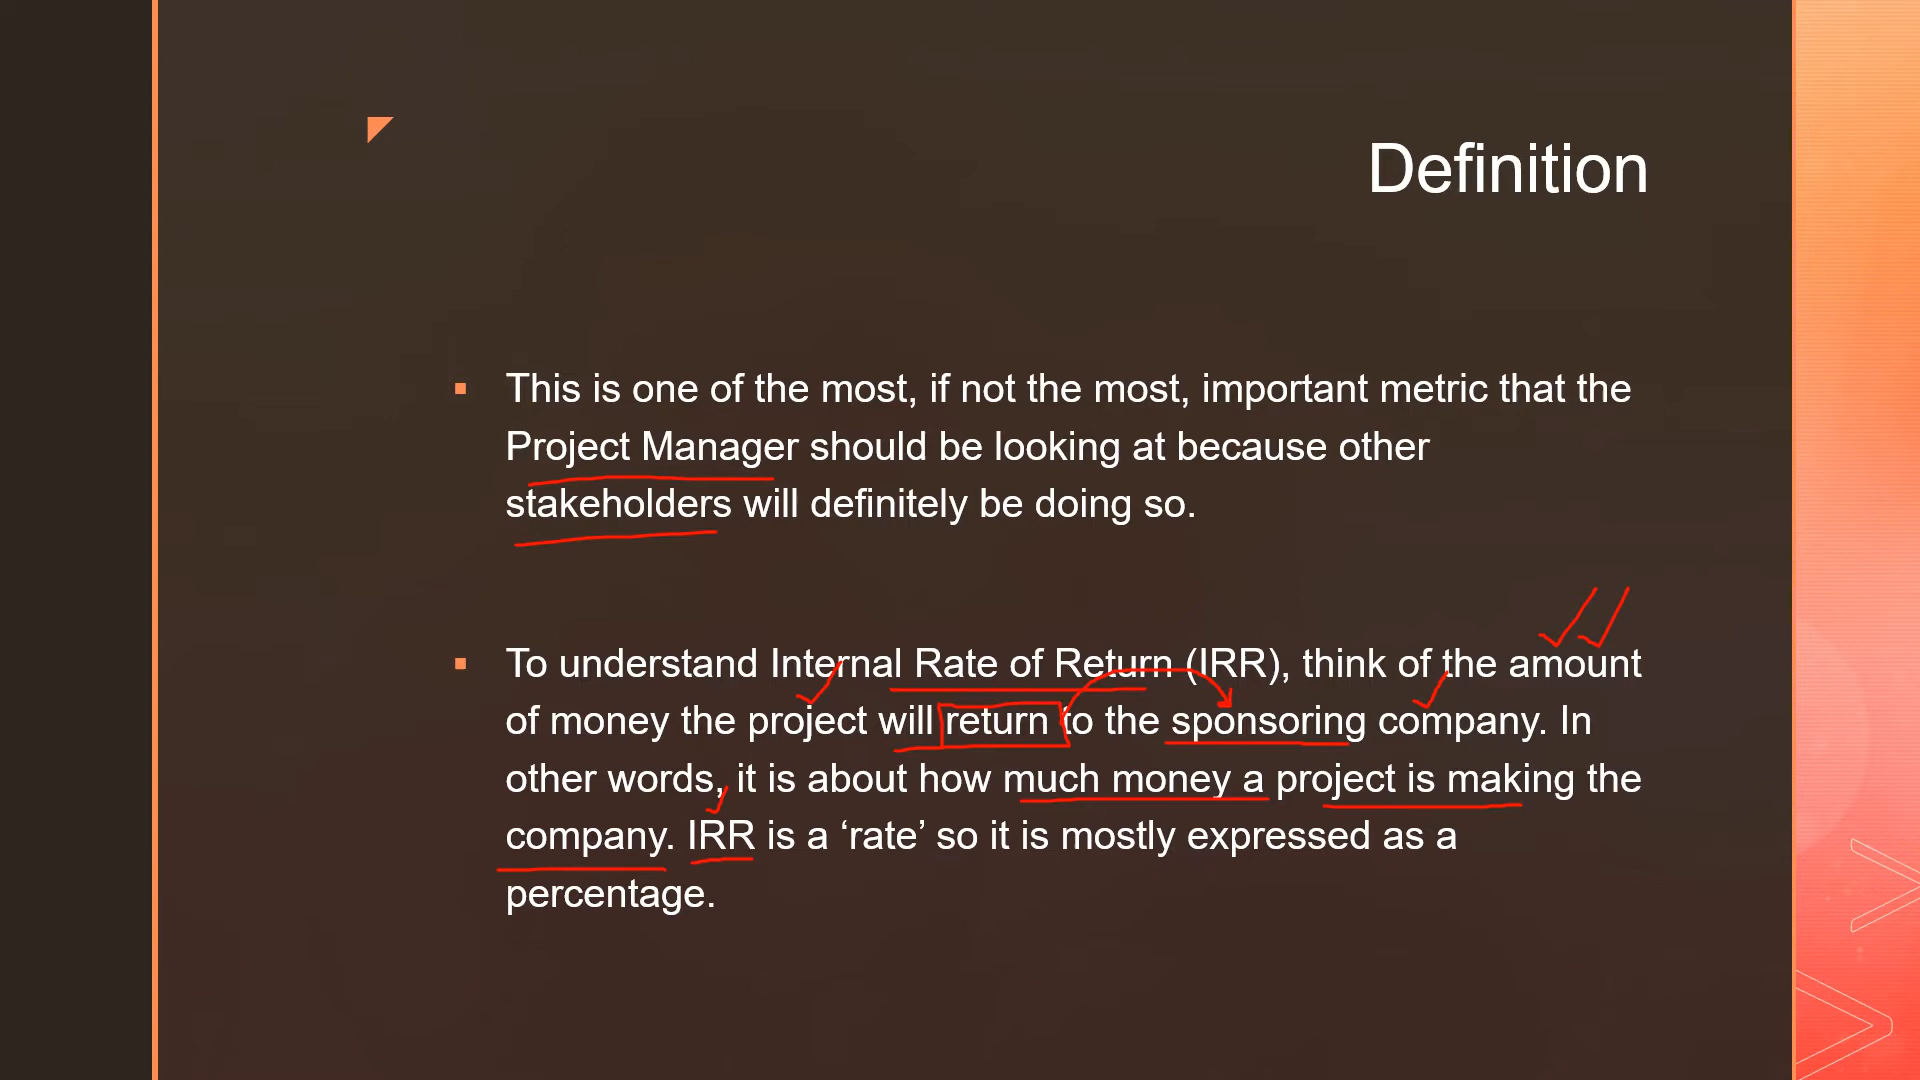 Definition
This is one of the most, if not the most, important metric that the
Project Manager should be looking at because other
stakeholders will definitely be doing so.
To understand Internal Rate of Return (IRR), think of the amount
of money the project will return to the sponsoring company. In
other words, it is about how much money a project is making the
company. IRR is a ‘rate’ so it is mostly expressed as a
percentage.